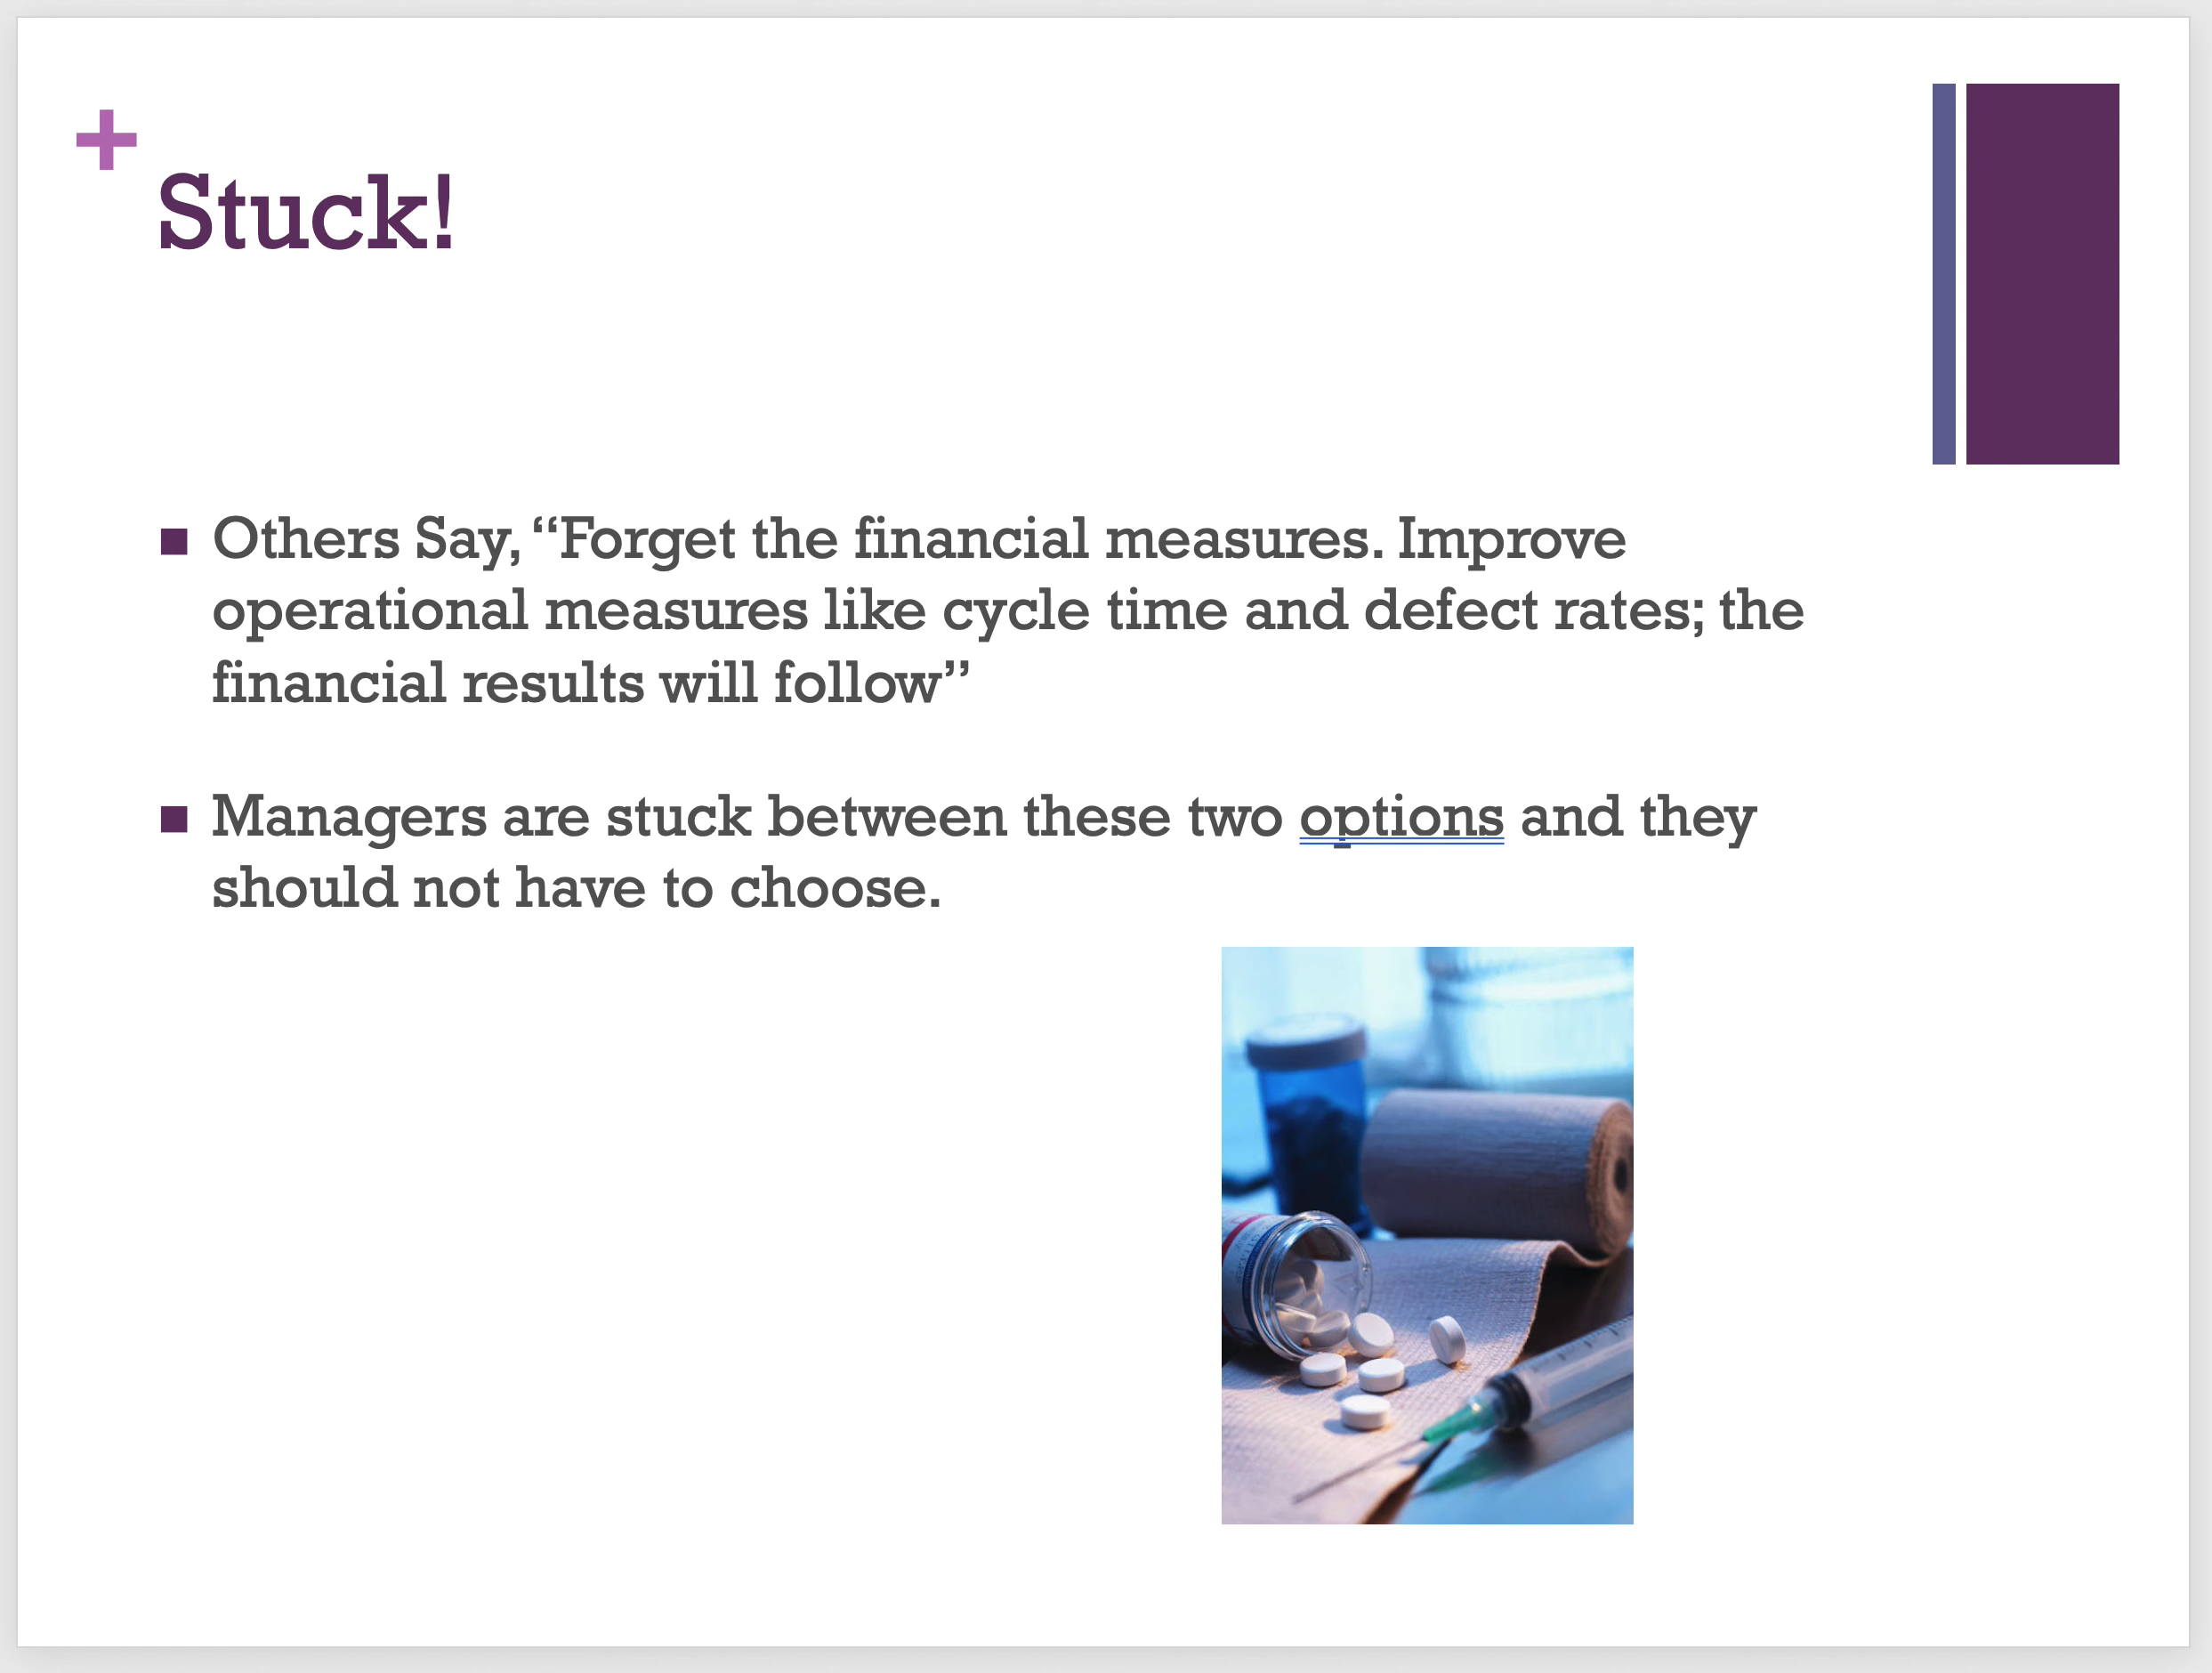 Stuck!
Others Say, “Forget the financial measures. Improve
operational measures like cycle time and defect rates; the
financial results will follow”
Managers are stuck between these two options and they
should not have to choose.